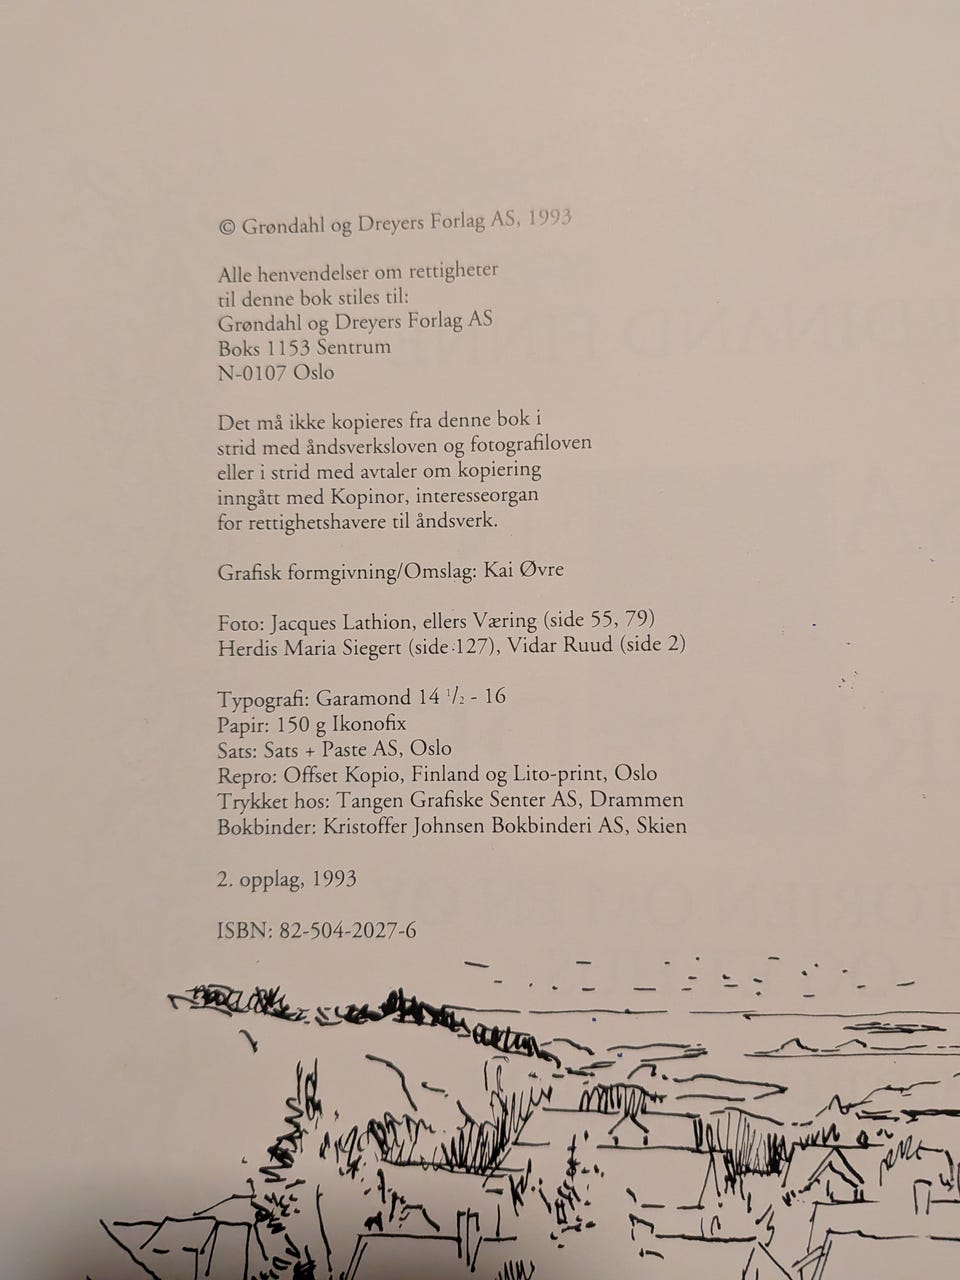 © Grøndahl og Dreyers Forlag AS, 1993
Alle henvendelser om rettigheter
til denne bok stiles til:
Grøndahl og Dreyers Forlag AS
Boks 1153 Sentrum
N-0107 Oslo
Det må ikke kopieres fra denne bok i
strid med åndsverksloven og fotografiloven
eller i strid med avtaler om kopiering
inngått med Kopinor, interesseorgan
for rettighetshavere til åndsverk.
Grafisk formgivning/Omslag: Kai Øvre
Foto: Jacques Lathion, ellers Væring (side 55, 79)
Herdis Maria Siegert (side 127), Vidar Ruud (side 2)
Typografi: Garamond 14 1/2 - 16
Papir: 150 g Ikonofix
Sats: Sats + Paste AS, Oslo
Repro: Offset Kopio, Finland og Lito-print, Oslo
Trykket hos: Tangen Grafiske Senter AS, Drammen
Bokbinder: Kristoffer Johnsen Bokbinderi AS, Skien
2. opplag, 1993
ISBN: 82-504-2027-6